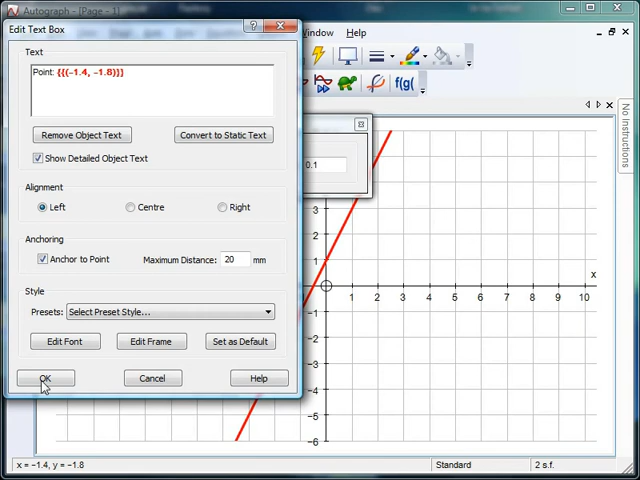 Autograph - [Page - 1]
Edit Text Box
Window Help
Text
Point: {{{(−1.4, −1.8)}}}
Remove Object Text
Convert to Static Text
Show Detailed Object Text
Alignment
Left
Centre
Right
Anchoring
Anchor to Point
Maximum Distance:
20
mm
Style
Presets:
Select Preset Style...
Edit Font
Edit Frame
Set as Default
OK
Cancel
Help
f(g(
0.1
No Instructions
3
2
1
x
1 2 3 4 5 6 7 8 9 10
−1
−2
−3
−4
−5
−6
x = −1.4, y = −1.8
Standard
2 s.f.